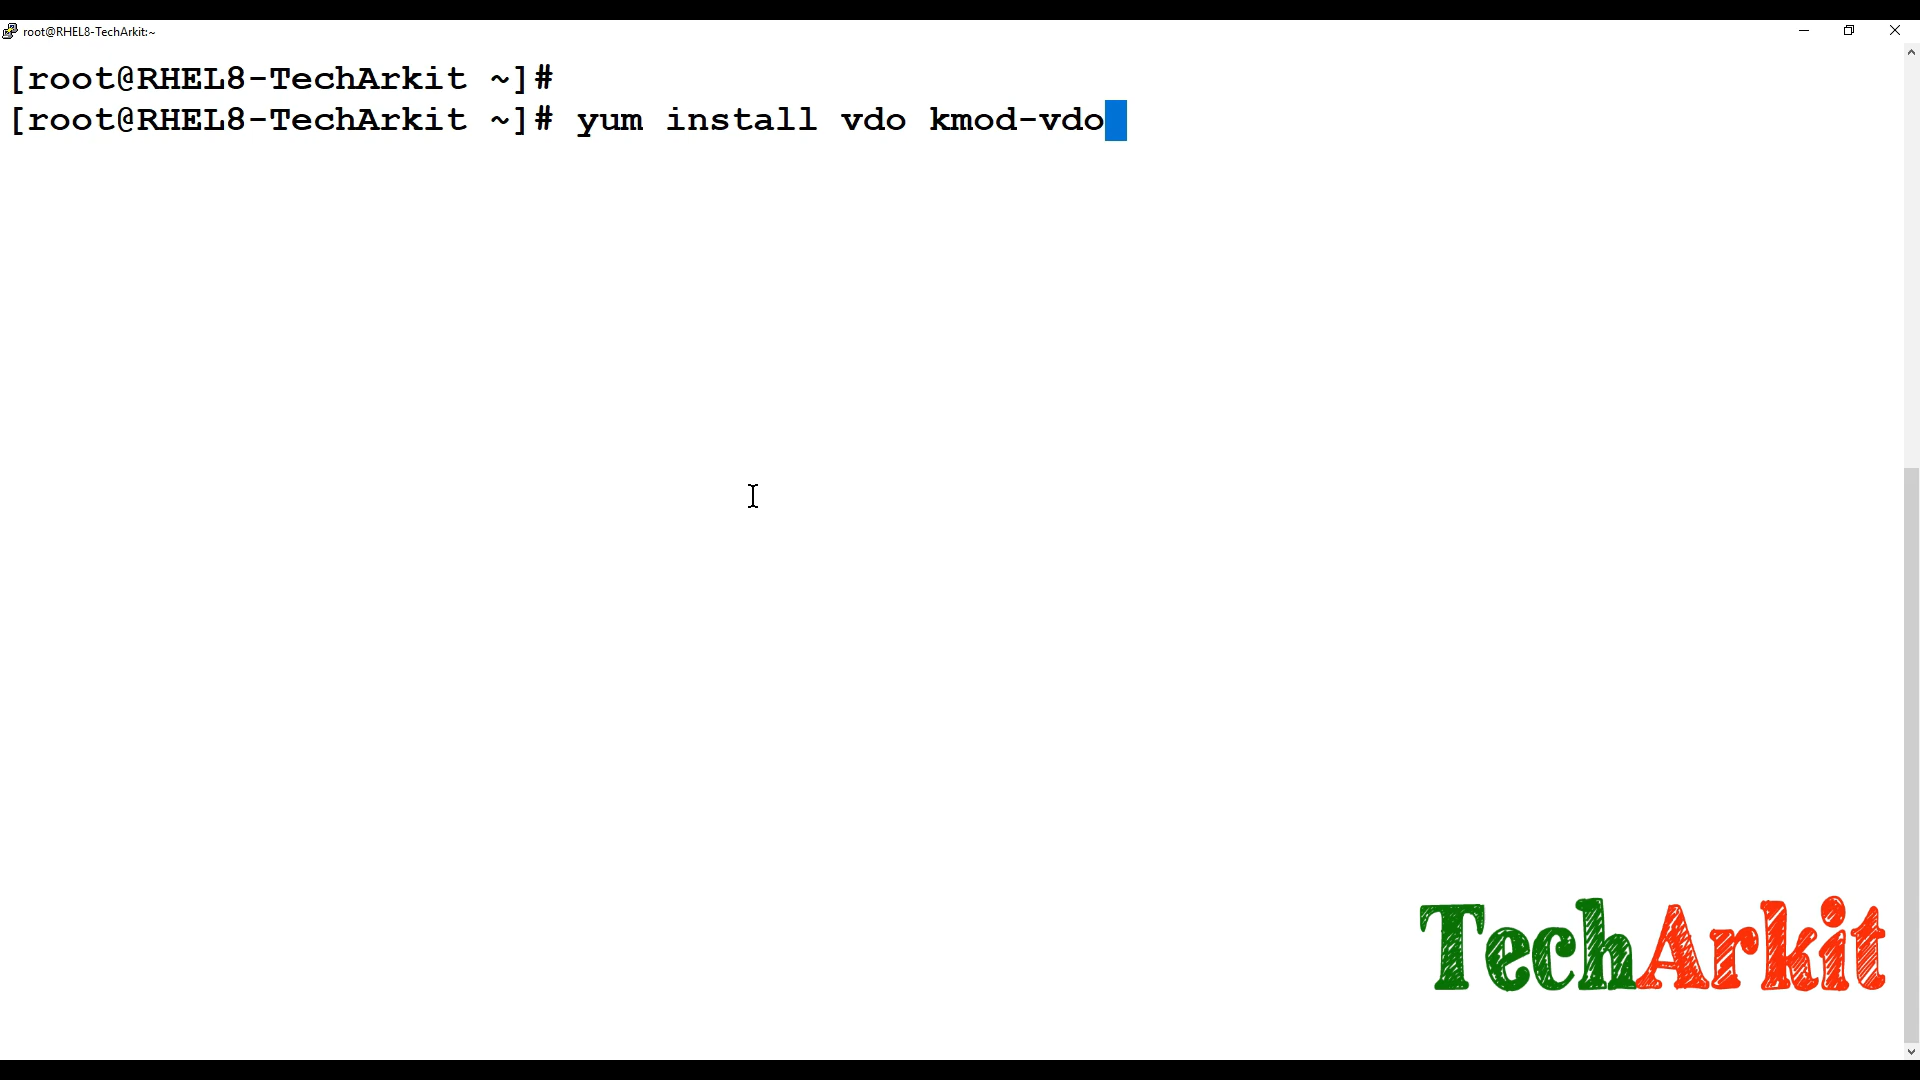 root@RHEL8-TechArkit:~
[root@RHEL8-TechArkit ~]#
[root@RHEL8-TechArkit ~]# yum install vdo kmod-vdo
TechArkit